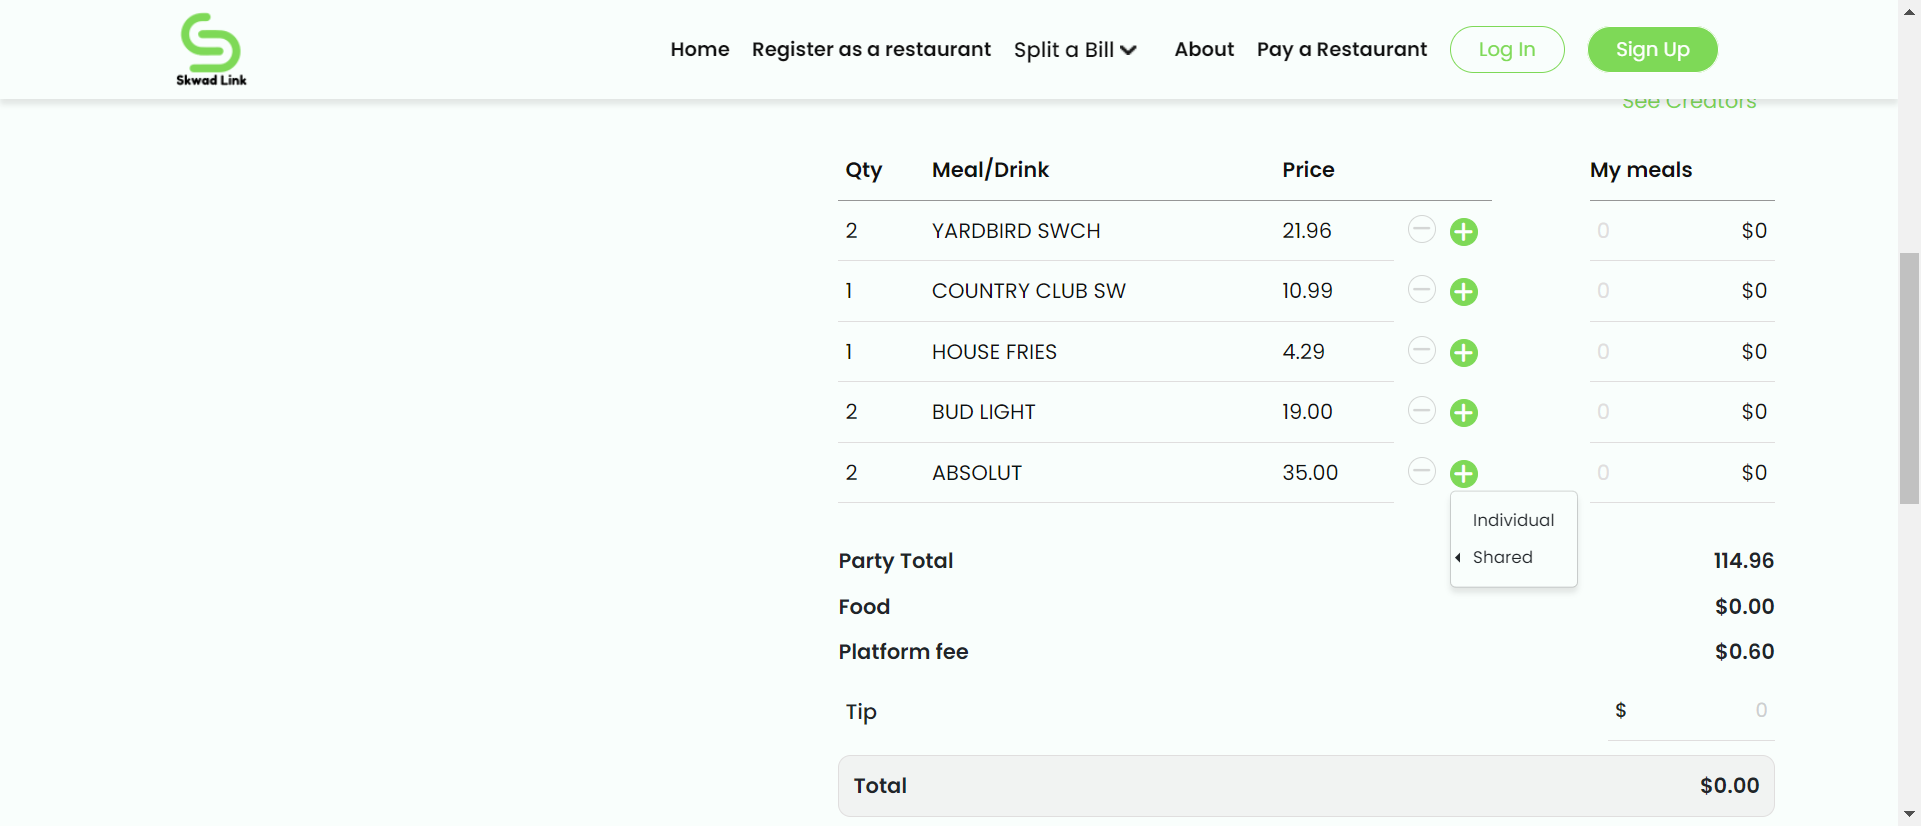 Skwad Link
Home Register as a restaurant Split a Bill About Pay a Restaurant Log In Sign Up
See Creators
Qty Meal/Drink Price My meals
2 YARDBIRD SWCH 21.96 0 $0
1 COUNTRY CLUB SW 10.99 0 $0
1 HOUSE FRIES 4.29 0 $0
2 BUD LIGHT 19.00 0 $0
2 ABSOLUT 35.00 0 $0
Individual
Shared
Party Total 114.96
Food $0.00
Platform fee $0.60
Tip $ 0
Total $0.00